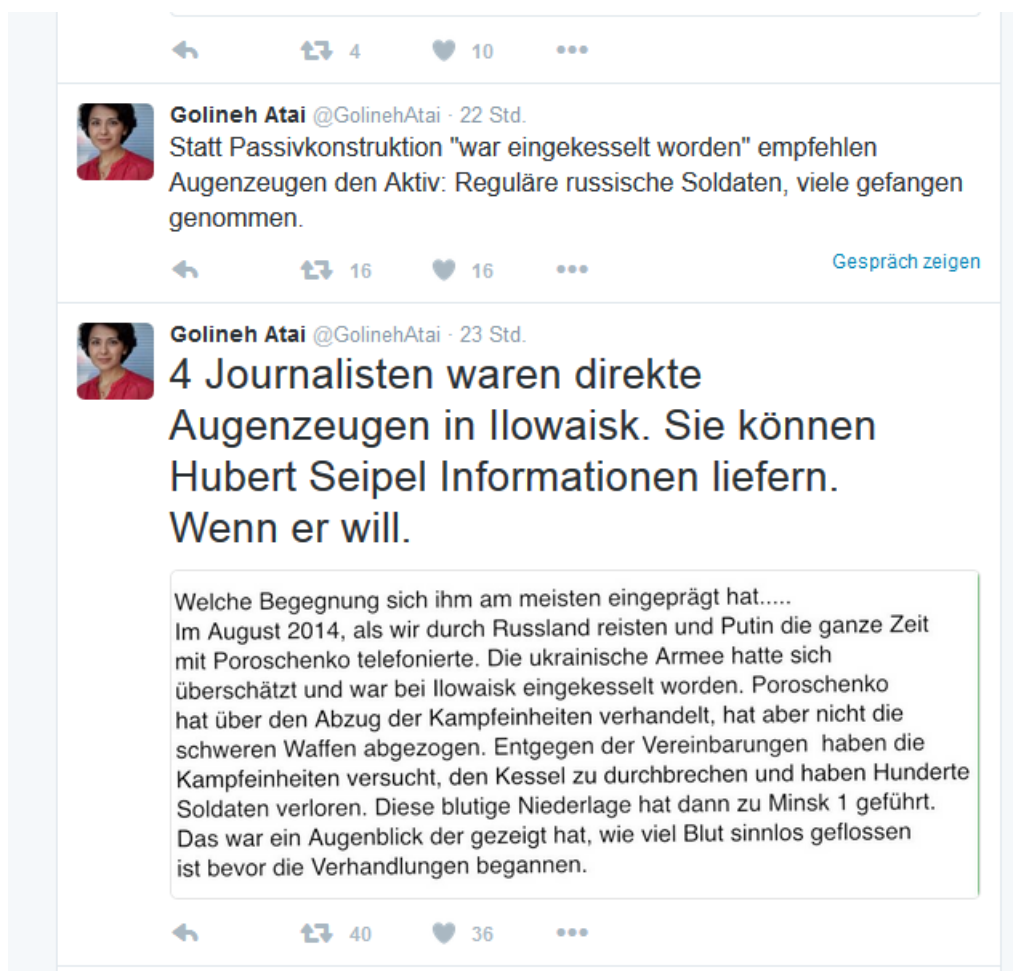 4 10
Golineh Atai @GolinehAtai · 22 Std.
Statt Passivkonstruktion "war eingekesselt worden" empfehlen
Augenzeugen den Aktiv: Reguläre russische Soldaten, viele gefangen
genommen.
Gespräch zeigen
16 16
Golineh Atai @GolinehAtai · 23 Std.
4 Journalisten waren direkte
Augenzeugen in Ilowaisk. Sie können
Hubert Seipel Informationen liefern.
Wenn er will.
Welche Begegnung sich ihm am meisten eingeprägt hat.....
Im August 2014, als wir durch Russland reisten und Putin die ganze Zeit
mit Poroschenko telefonierte. Die ukrainische Armee hatte sich
überschätzt und war bei Ilowaisk eingekesselt worden. Poroschenko
hat über den Abzug der Kampfeinheiten verhandelt, hat aber nicht die
schweren Waffen abgezogen. Entgegen der Vereinbarungen haben die
Kampfeinheiten versucht, den Kessel zu durchbrechen und haben Hunderte
Soldaten verloren. Diese blutige Niederlage hat dann zu Minsk 1 geführt.
Das war ein Augenblick der gezeigt hat, wie viel Blut sinnlos geflossen
ist bevor die Verhandlungen begannen.
40 36